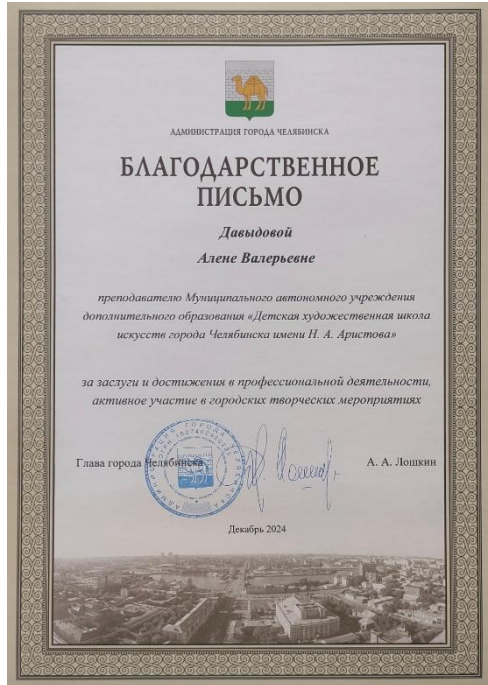 АДМИНИСТРАЦИЯ ГОРОДА ЧЕЛЯБИНСКА
БЛАГОДАРСТВЕННОЕ
ПИСЬМО
Давыдовой
Алене Валерьевне
преподавателю Муниципального автономного учреждения
дополнительного образования «Детская художественная школа
искусств города Челябинска имени Н. А. Аристова»
за заслуги и достижения в профессиональной деятельности,
активное участие в городских творческих мероприятиях
Глава города Челябинска А. А. Лошкин
Декабрь 2024